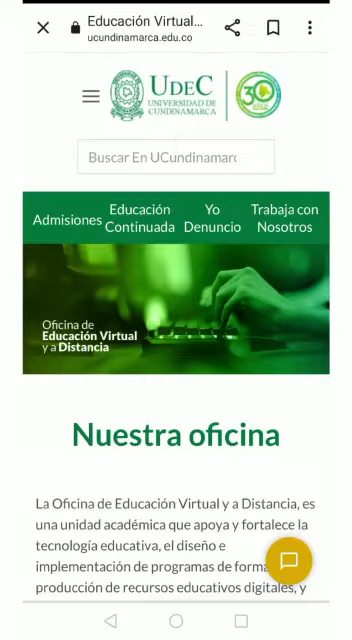 Educación Virtual...
ucundinamarca.edu.co
UDEC
UNIVERSIDAD DE
CUNDINAMARCA
30
AÑOS
Buscar En UCundinamarc
Admisiones
Educación
Continuada
Yo
Denuncio
Trabaja con
Nosotros
Oficina de
Educación Virtual
y a Distancia
Nuestra oficina
La Oficina de Educación Virtual y a Distancia, es
una unidad académica que apoya y fortalece la
tecnología educativa, el diseño e
implementación de programas de forma
producción de recursos educativos digitales, y